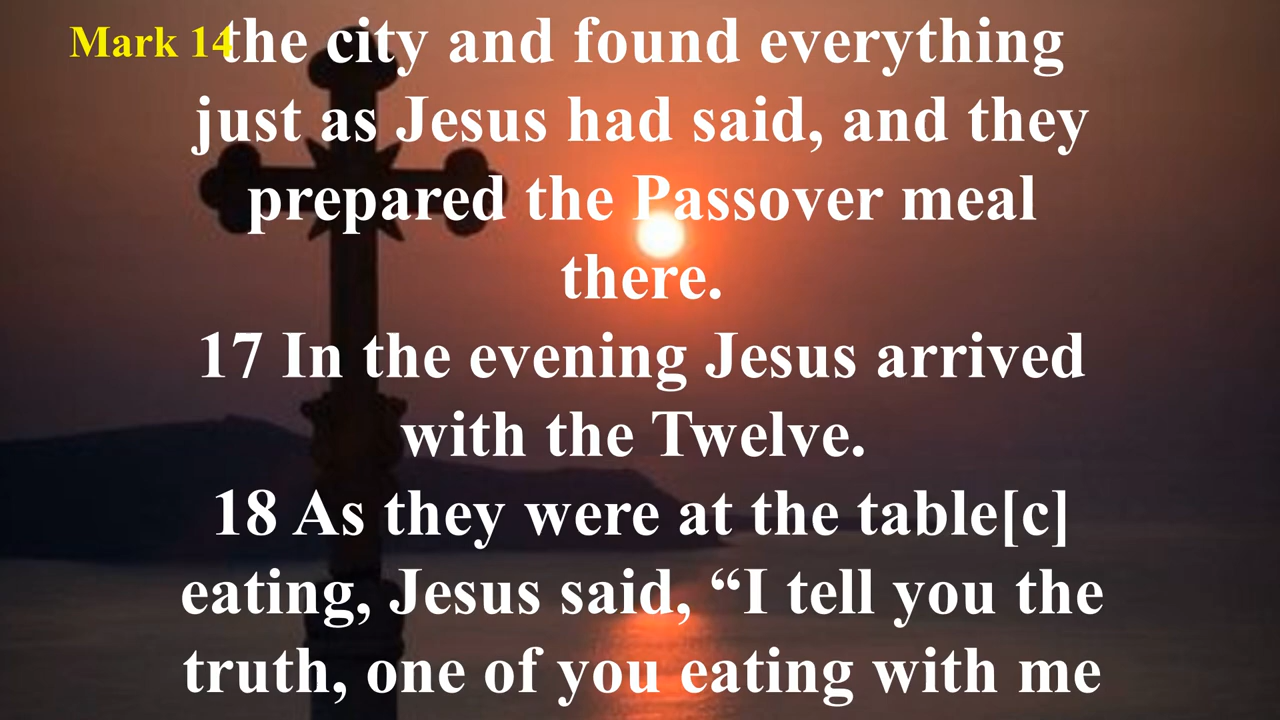 Mark 14
the city and found everything
just as Jesus had said, and they
prepared the Passover meal
there.
17 In the evening Jesus arrived
with the Twelve.
18 As they were at the table[c]
eating, Jesus said, “I tell you the
truth, one of you eating with me